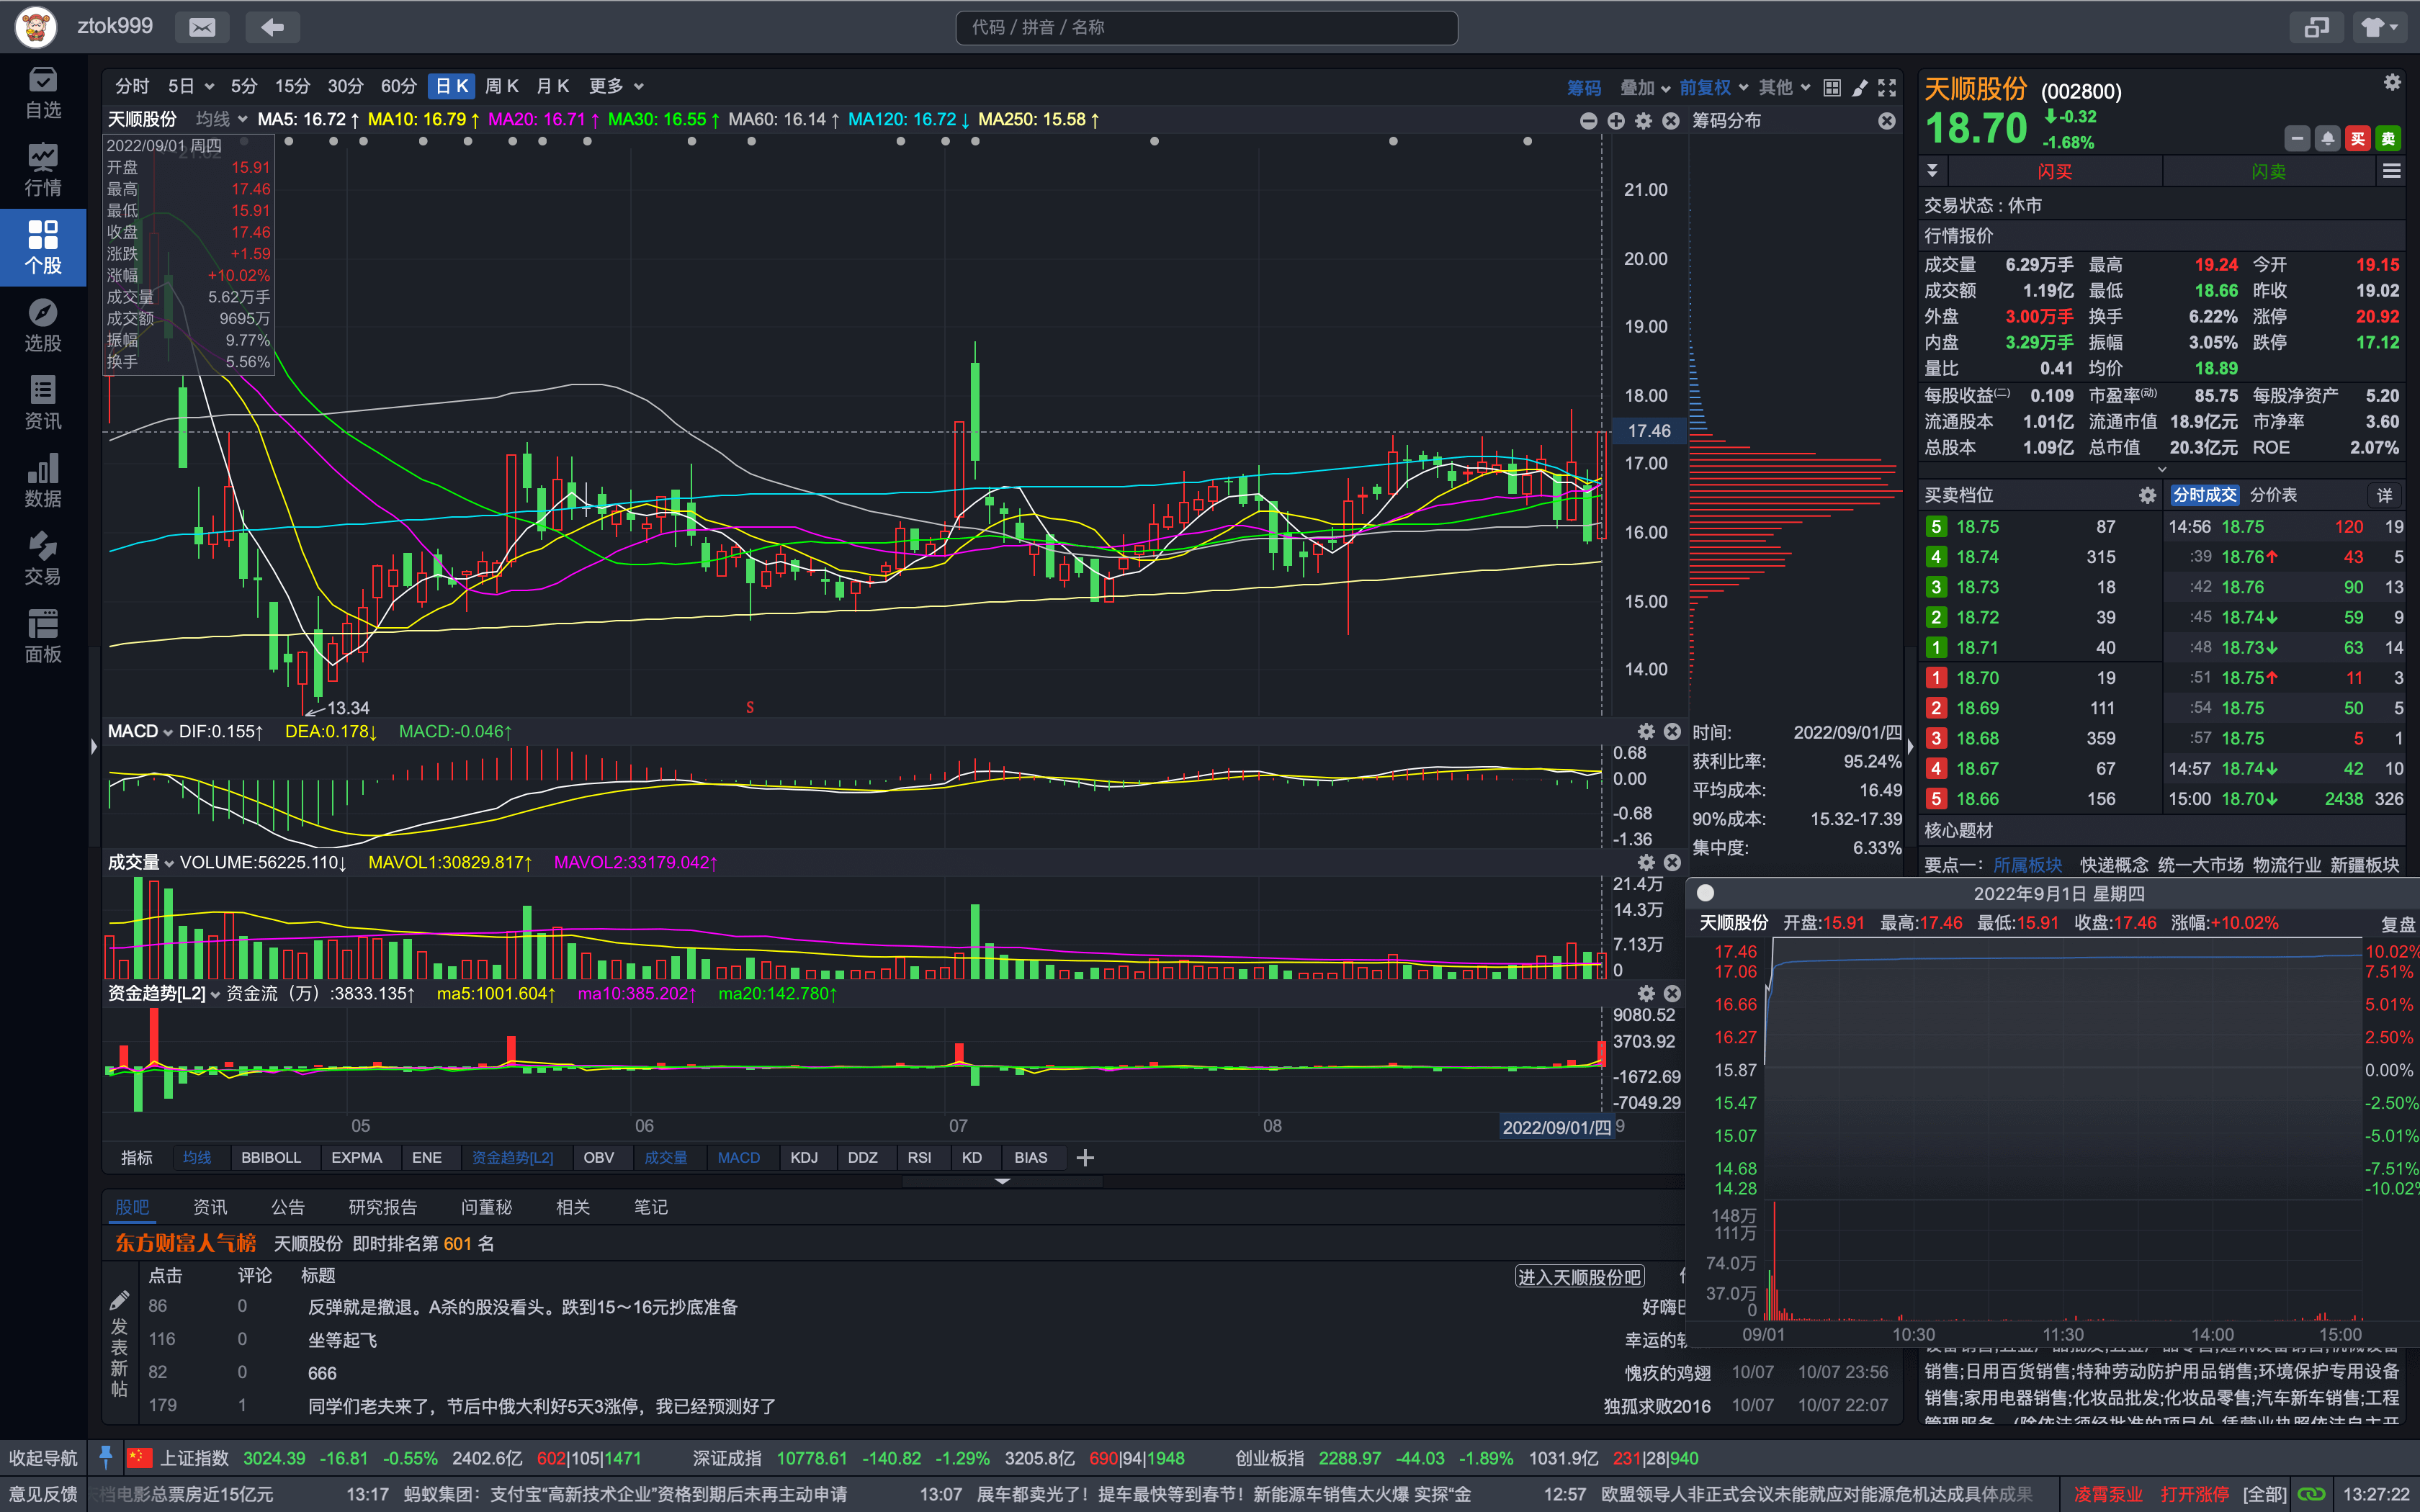 ztok999
代码 / 拼音 / 名称
自选
行情
个股
选股
资讯
数据
交易
面板
分时 5日 5分 15分 30分 60分 日K 周K 月K 更多
筹码 叠加 前复权 其他
天顺股份 均线 MA5: 16.72↑ MA10: 16.79↑ MA20: 16.71↑ MA30: 16.55↑ MA60: 16.14↑ MA120: 16.72↓ MA250: 15.58↑
筹码分布
2022/09/01 周四
开盘 15.91
最高 17.46
最低 15.91
收盘 17.46
涨跌 +1.59
涨幅 +10.02%
成交量 5.62万手
成交额 9695万
振幅 9.77%
换手 5.56%
21.00
20.00
19.00
18.00
17.46
17.00
16.00
15.00
14.00
13.34
S
MACD DIF:0.155↑ DEA:0.178↓ MACD:-0.046↑
0.68
0.00
-0.68
-1.36
成交量 VOLUME:56225.110↓ MAVOL1:30829.817↑ MAVOL2:33179.042↑
21.4万
14.3万
7.13万
0
资金趋势[L2] 资金流（万）:3833.135↑ ma5:1001.604↑ ma10:385.202↑ ma20:142.780↑
9080.52
3703.92
-1672.69
-7049.29
05 06 07 08 2022/09/01/四 9
指标 均线 BBIBOLL EXPMA ENE 资金趋势[L2] OBV 成交量 MACD KDJ DDZ RSI KD BIAS
时间: 2022/09/01/四
获利比率: 95.24%
平均成本: 16.49
90%成本: 15.32-17.39
集中度: 6.33%
股吧 资讯 公告 研究报告 问董秘 相关 笔记
东方财富人气榜 天顺股份 即时排名第 601 名
点击 评论 标题 进入天顺股份吧
发表新帖
86 0 反弹就是撤退。A杀的股没看头。跌到15～16元抄底准备 好嗨
116 0 坐等起飞 幸运的
82 0 666 愧疚的鸡翅 10/07 10/07 23:56
179 1 同学们老夫来了，节后中俄大利好5天3涨停，我已经预测好了 独孤求败2016 10/07 10/07 22:07
天顺股份 (002800)
18.70 -0.32
-1.68%
买 卖
闪买 闪卖
交易状态 : 休市
行情报价
成交量 6.29万手 最高 19.24 今开 19.15
成交额 1.19亿 最低 18.66 昨收 19.02
外盘 3.00万手 换手 6.22% 涨停 20.92
内盘 3.29万手 振幅 3.05% 跌停 17.12
量比 0.41 均价 18.89
每股收益(二) 0.109 市盈率(动) 85.75 每股净资产 5.20
流通股本 1.01亿 流通市值 18.9亿元 市净率 3.60
总股本 1.09亿 总市值 20.3亿元 ROE 2.07%
买卖档位
5 18.75 87
4 18.74 315
3 18.73 18
2 18.72 39
1 18.71 40
1 18.70 19
2 18.69 111
3 18.68 359
4 18.67 67
5 18.66 156
分时成交 分价表 详
14:56 18.75 120 19
:39 18.76↑ 43 5
:42 18.76 90 13
:45 18.74↓ 59 9
:48 18.73↓ 63 14
:51 18.75↑ 11 3
:54 18.75 50 5
:57 18.75 5 1
14:57 18.74↓ 42 10
15:00 18.70↓ 2438 326
核心题材
要点一： 所属板块 快递概念 统一大市场 物流行业 新疆板块
2022年9月1日 星期四
天顺股份 开盘:15.91 最高:17.46 最低:15.91 收盘:17.46 涨幅:+10.02% 复盘
17.46 10.02%
17.06 7.51%
16.66 5.01%
16.27 2.50%
15.87 0.00%
15.47 -2.50%
15.07 -5.01%
14.68 -7.51%
14.28 -10.02%
148万
111万
74.0万
37.0万
0
09/01 10:30 11:30 14:00 15:00
销售;日用百货销售;特种劳动防护用品销售;环境保护专用设备
销售;家用电器销售;化妆品批发;化妆品零售;汽车新车销售;工程
收起导航 上证指数 3024.39 -16.81 -0.55% 2402.6亿 602|105|1471 深证成指 10778.61 -140.82 -1.29% 3205.8亿 690|94|1948 创业板指 2288.97 -44.03 -1.89% 1031.9亿 231|28|940
意见反馈 档电影总票房近15亿元 13:17 蚂蚁集团：支付宝“高新技术企业”资格到期后未再主动申请 13:07 展车都卖光了！提车最快等到春节！新能源车销售太火爆 实探“金 12:57 欧盟领导人非正式会议未能就应对能源危机达成具体成果 凌霄泵业 打开涨停 [全部] 13:27:22